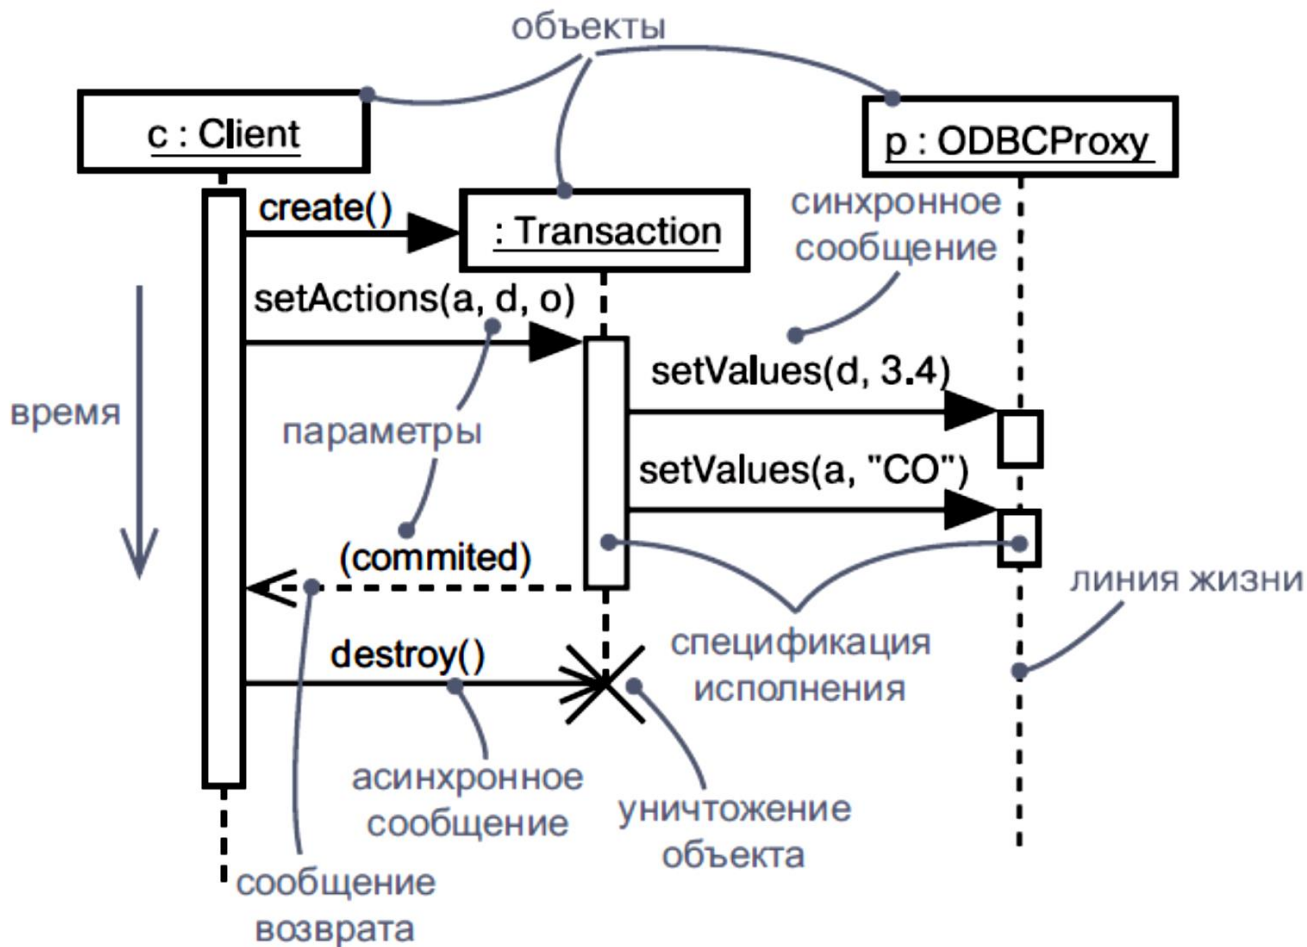 объекты
c : Client
p : ODBCProxy
create()
: Transaction
синхронное
сообщение
setActions(a, d, o)
setValues(d, 3.4)
время
параметры
setValues(a, "CO")
(commited)
линия жизни
destroy()
спецификация
исполнения
асинхронное
сообщение
уничтожение
объекта
сообщение
возврата